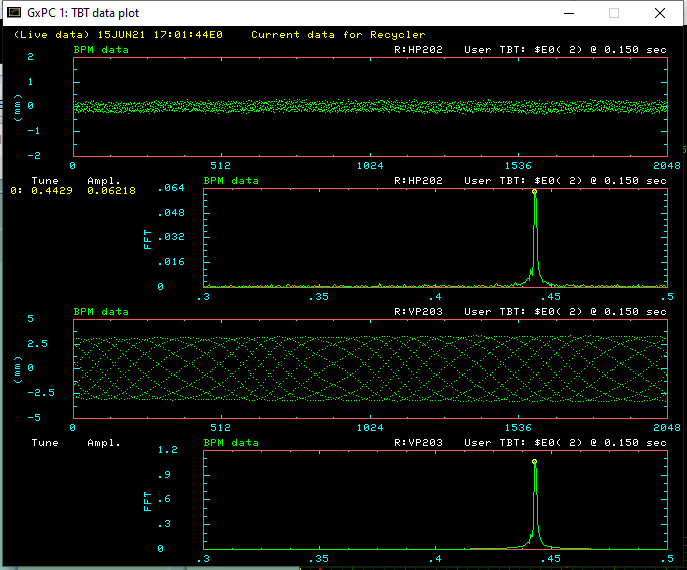 GxPC 1: TBT data plot
(Live data) 15JUN21 17:01:44E0 Current data for Recycler
BPM data R:HP202 User TBT: $E0( 2) @ 0.150 sec
2
1
0
-1
-2
(mm)
0 512 1024 1536 2048
Tune Ampl. BPM data R:HP202 User TBT: $E0( 2) @ 0.150 sec
0: 0.4429 0.06218
.064
.048
.032
.016
0
FFT
.3 .35 .4 .45 .5
BPM data R:VP203 User TBT: $E0( 2) @ 0.150 sec
5
2.5
0
-2.5
-5
(mm)
0 512 1024 1536 2048
Tune Ampl. BPM data R:VP203 User TBT: $E0( 2) @ 0.150 sec
1.2
.9
.6
.3
0
FFT
.3 .35 .4 .45 .5